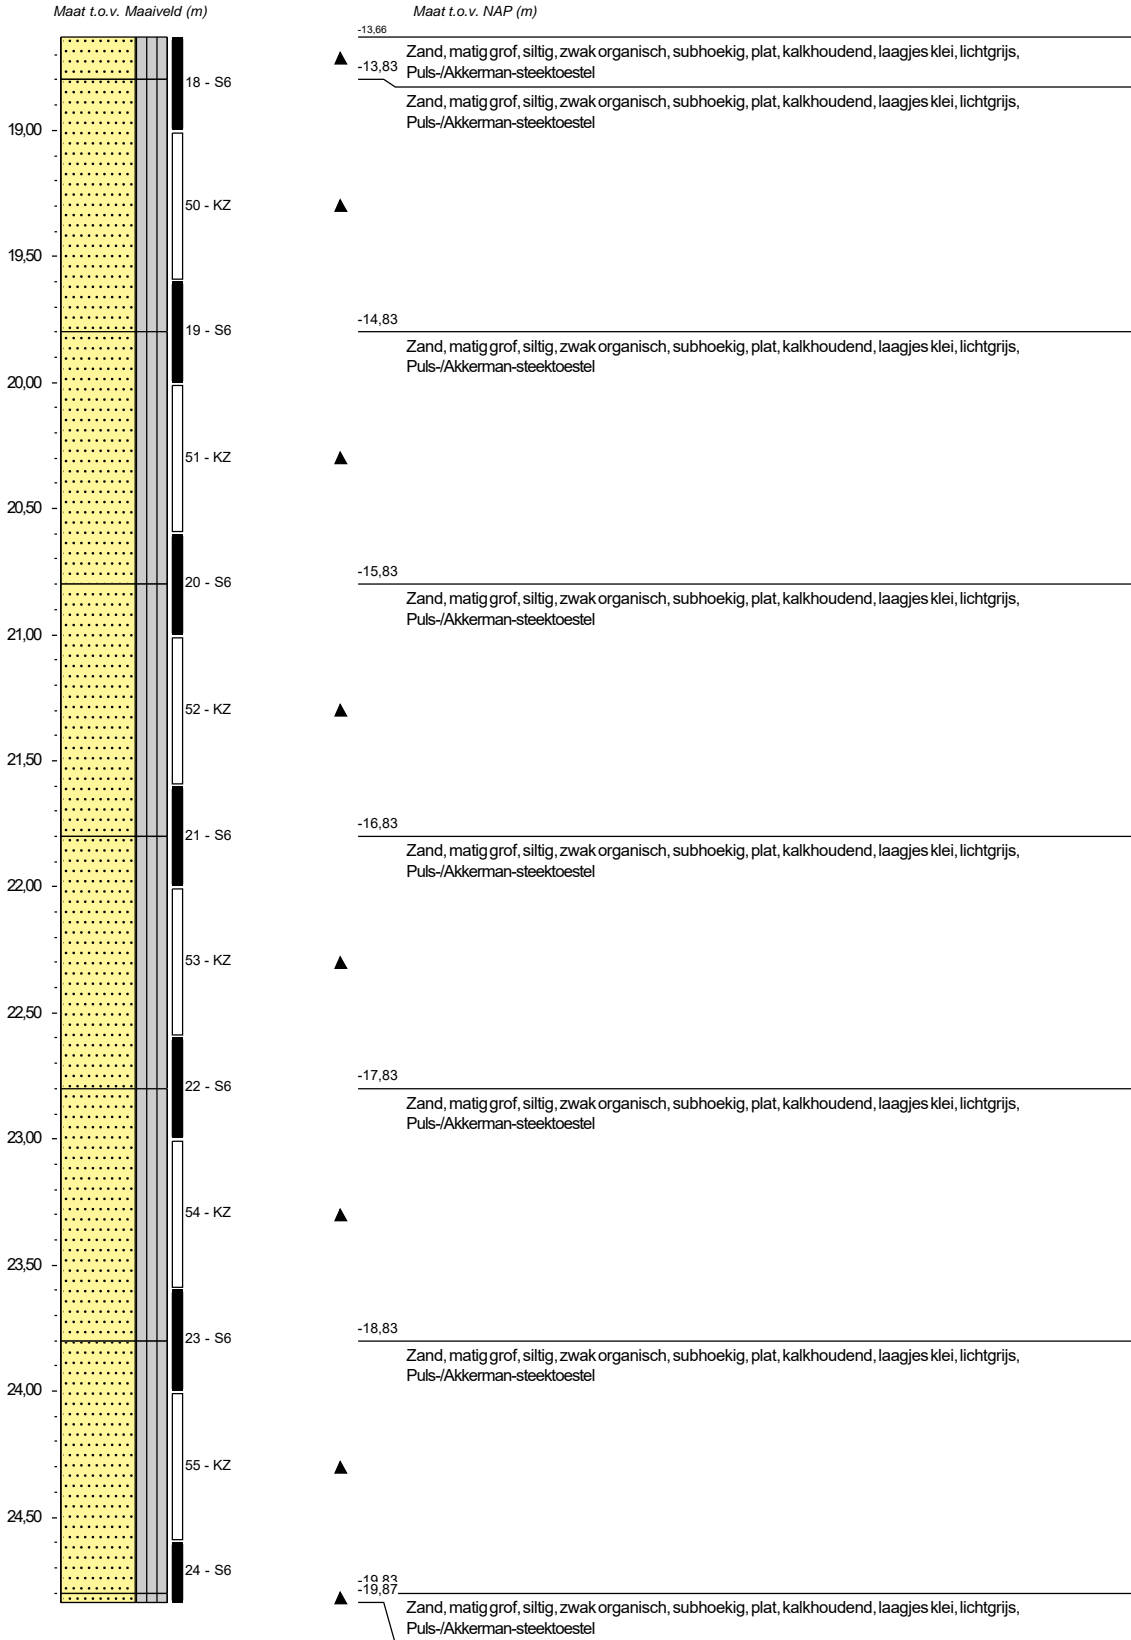 Maat t.o.v. Maaiveld (m)
Maat t.o.v. NAP (m)
-13,66
Zand, matig grof, siltig, zwak organisch, subhoekig, plat, kalkhoudend, laagjes klei, lichtgrijs,
Puls-/Akkerman-steektoestel
-13,83
18 - S6
Zand, matig grof, siltig, zwak organisch, subhoekig, plat, kalkhoudend, laagjes klei, lichtgrijs,
Puls-/Akkerman-steektoestel
19,00
50 - KZ
19,50
-14,83
19 - S6
Zand, matig grof, siltig, zwak organisch, subhoekig, plat, kalkhoudend, laagjes klei, lichtgrijs,
Puls-/Akkerman-steektoestel
20,00
51 - KZ
20,50
-15,83
20 - S6
Zand, matig grof, siltig, zwak organisch, subhoekig, plat, kalkhoudend, laagjes klei, lichtgrijs,
Puls-/Akkerman-steektoestel
21,00
52 - KZ
21,50
-16,83
21 - S6
Zand, matig grof, siltig, zwak organisch, subhoekig, plat, kalkhoudend, laagjes klei, lichtgrijs,
Puls-/Akkerman-steektoestel
22,00
53 - KZ
22,50
-17,83
22 - S6
Zand, matig grof, siltig, zwak organisch, subhoekig, plat, kalkhoudend, laagjes klei, lichtgrijs,
Puls-/Akkerman-steektoestel
23,00
54 - KZ
23,50
-18,83
23 - S6
Zand, matig grof, siltig, zwak organisch, subhoekig, plat, kalkhoudend, laagjes klei, lichtgrijs,
Puls-/Akkerman-steektoestel
24,00
55 - KZ
24,50
24 - S6
-19,83
-19,87
Zand, matig grof, siltig, zwak organisch, subhoekig, plat, kalkhoudend, laagjes klei, lichtgrijs,
Puls-/Akkerman-steektoestel